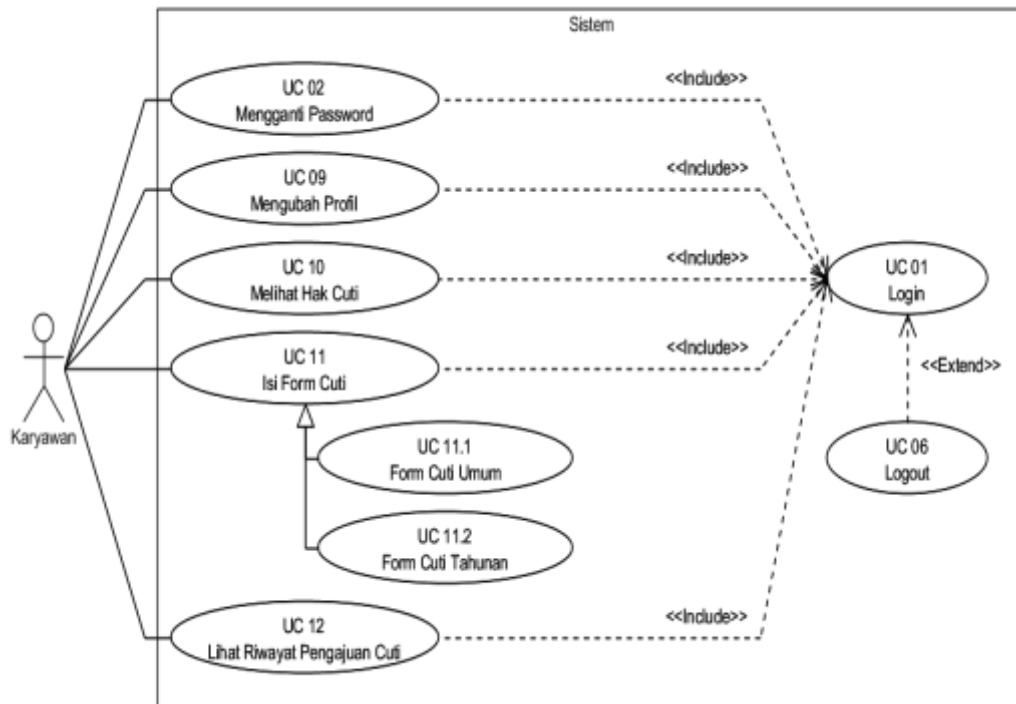 Sistem
UC 02
Mengganti Password
<<Include>>
UC 09
Mengubah Profil
<<Include>>
UC 10
Melihat Hak Cuti
<<Include>>
UC 01
Login
UC 11
Isi Form Cuti
<<Include>>
<<Extend>>
Karyawan
UC 11.1
Form Cuti Umum
UC 06
Logout
UC 11.2
Form Cuti Tahunan
UC 12
Lihat Riwayat Pengajuan Cuti
<<Include>>